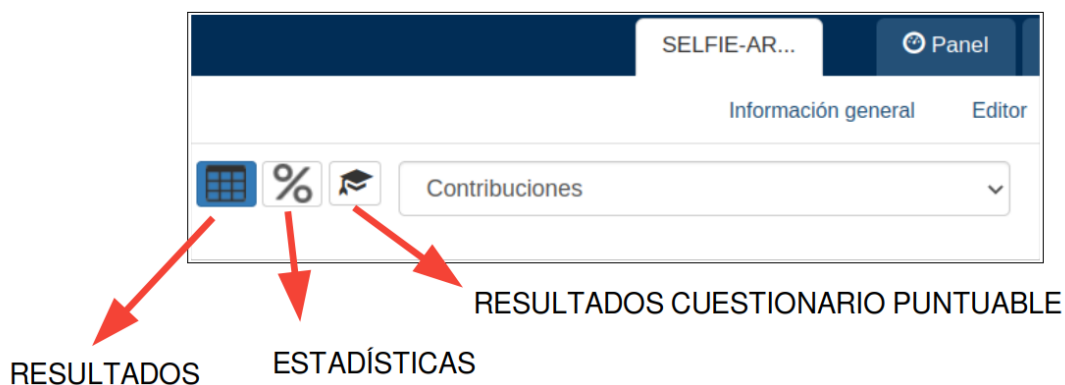 SELFIE-AR...
Panel
Información general
Editor
%
Contribuciones
RESULTADOS CUESTIONARIO PUNTUABLE
ESTADÍSTICAS
RESULTADOS